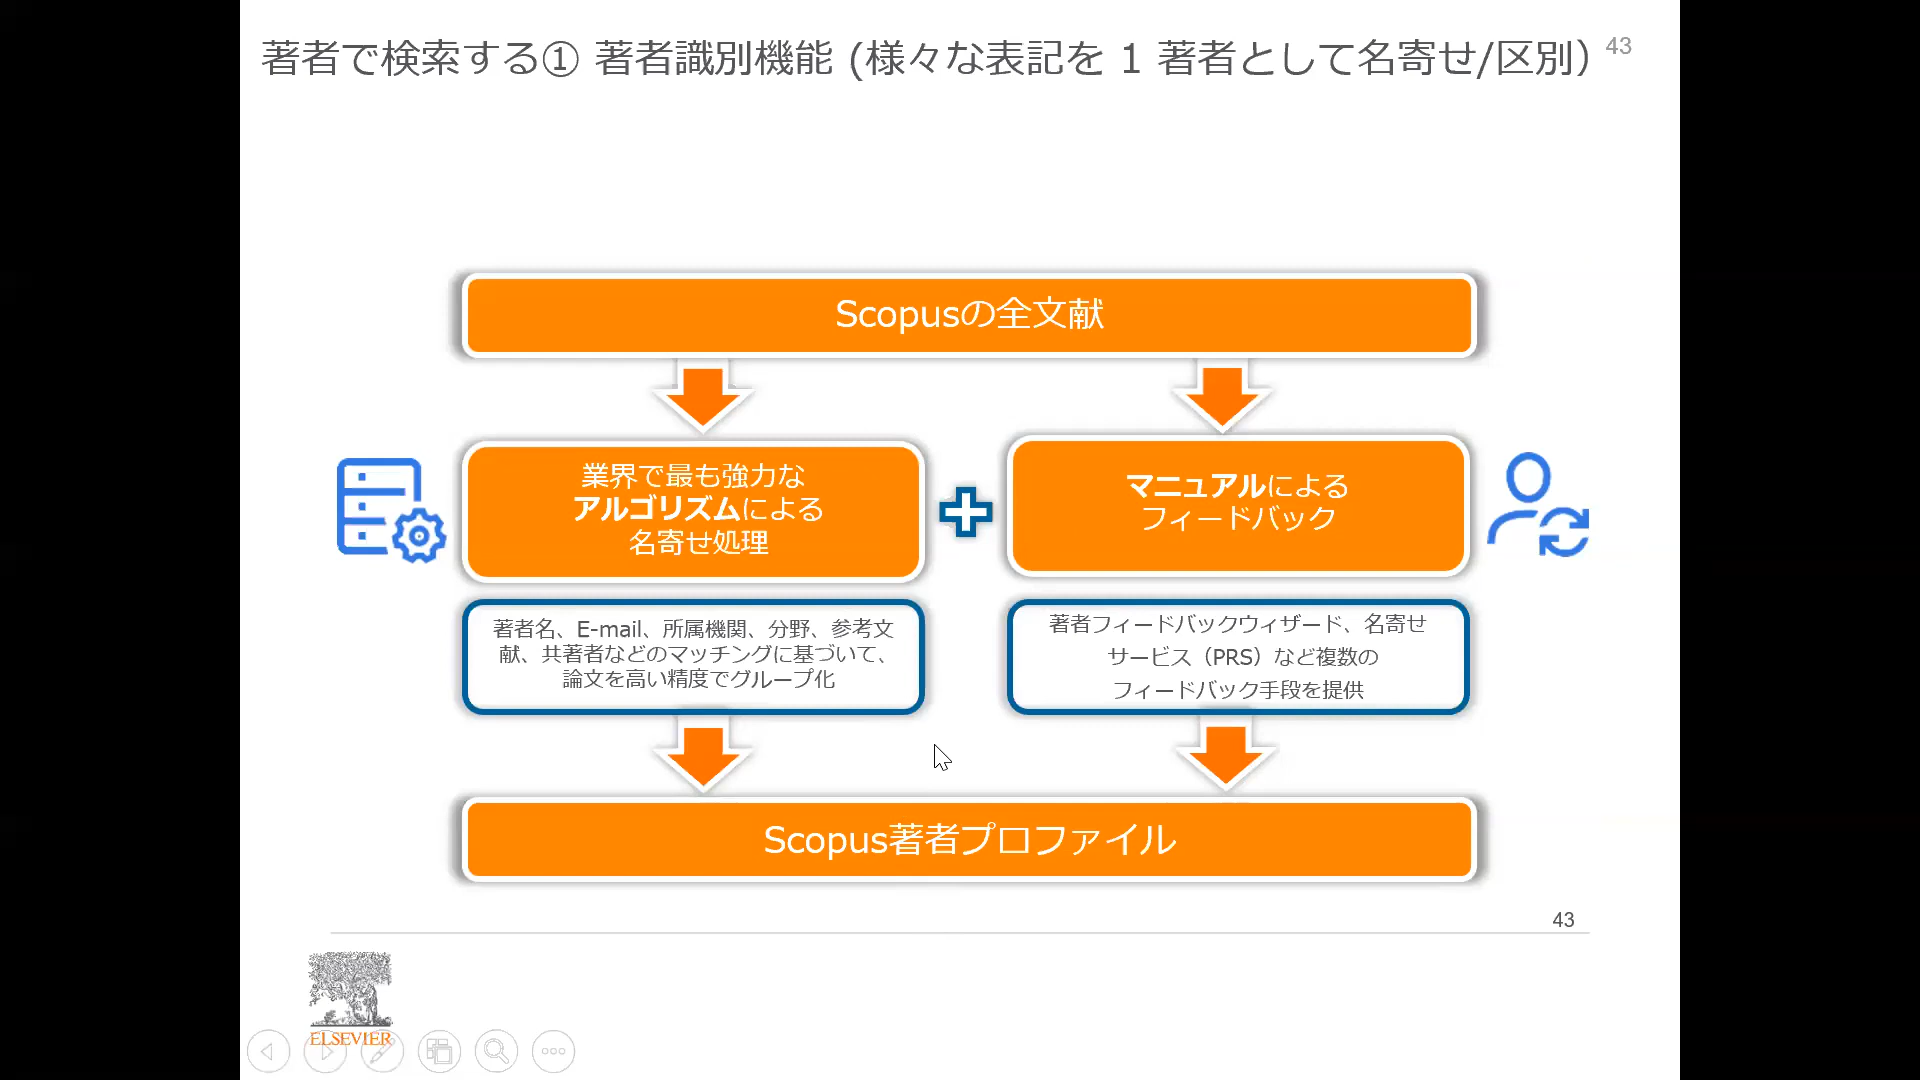 著者で検索する① 著者識別機能 (様々な表記を 1 著者として名寄せ/区別)
43
Scopusの全文献
業界で最も強力な
アルゴリズムによる
名寄せ処理
マニュアルによる
フィードバック
著者名、E-mail、所属機関、分野、参考文
献、共著者などのマッチングに基づいて、
論文を高い精度でグループ化
著者フィードバックウィザード、名寄せ
サービス（PRS）など複数の
フィードバック手段を提供
Scopus著者プロファイル
43
ELSEVIER